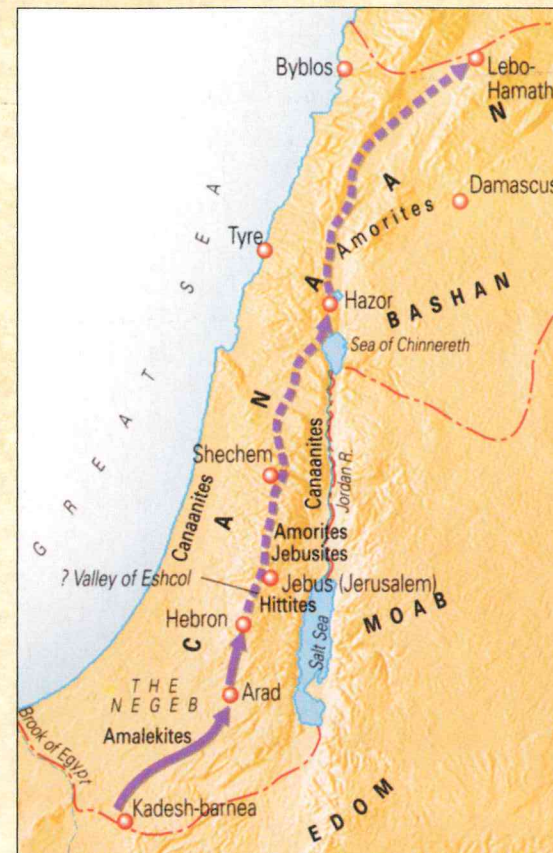 Byblos
Lebo-
Hamath
Damascus
Amorites
Tyre
GREAT SEA
Hazor
BASHAN
Sea of Chinnereth
CANAAN
Shechem
Canaanites
Canaanites
Jordan R.
Amorites
Jebusites
? Valley of Eshcol
Jebus (Jerusalem)
Hittites
Hebron
MOAB
Salt Sea
THE
NEGEB
Arad
Amalekites
Brook of Egypt
Kadesh-barnea
EDOM